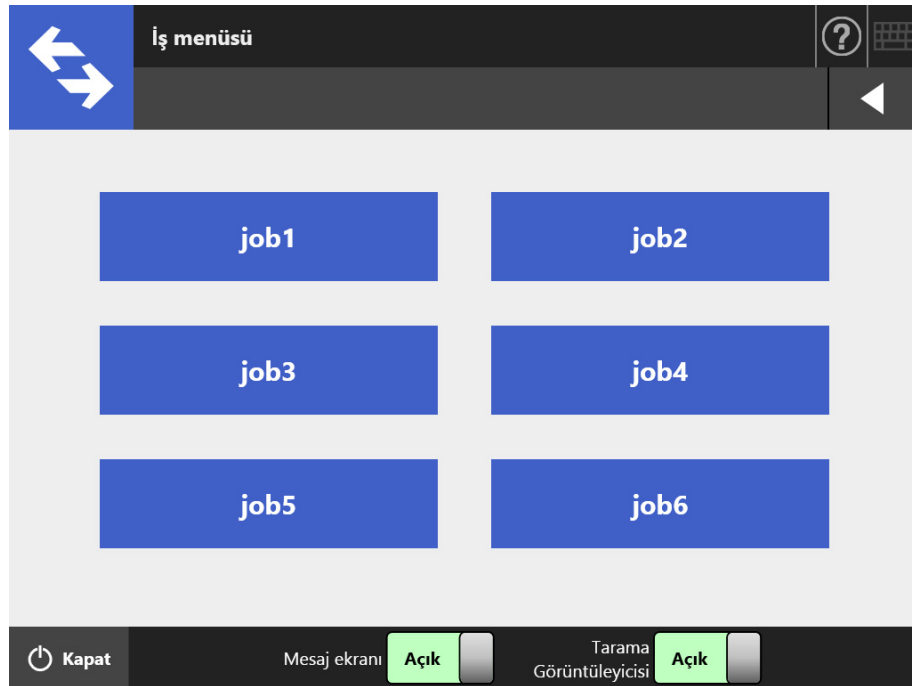 İş menüsü
?
job1
job2
job3
job4
job5
job6
Kapat
Mesaj ekranı
Açık
Tarama
Görüntüleyicisi
Açık